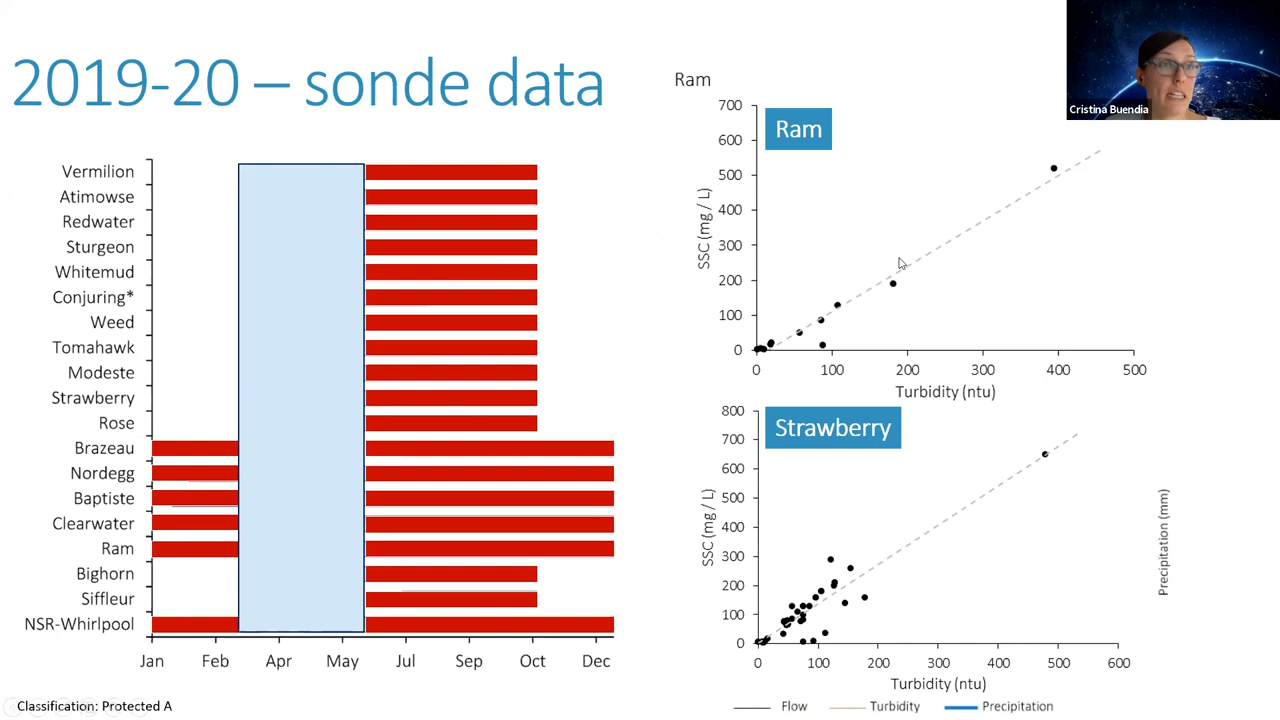 2019-20 – sonde data
Vermilion
Atimowse
Redwater
Sturgeon
Whitemud
Conjuring*
Weed
Tomahawk
Modeste
Strawberry
Rose
Brazeau
Nordegg
Baptiste
Clearwater
Ram
Bighorn
Siffleur
NSR-Whirlpool
Jan Feb Apr May Jul Sep Oct Dec
Classification: Protected A
Ram
Ram
700
600
500
400
300
200
100
0
SSC (mg / L)
0 100 200 300 400 500
Turbidity (ntu)
Strawberry
800
700
600
500
400
300
200
100
0
SSC (mg / L)
0 100 200 300 400 500 600
Turbidity (ntu)
Precipitation (mm)
Flow Turbidity Precipitation
Cristina Buendia